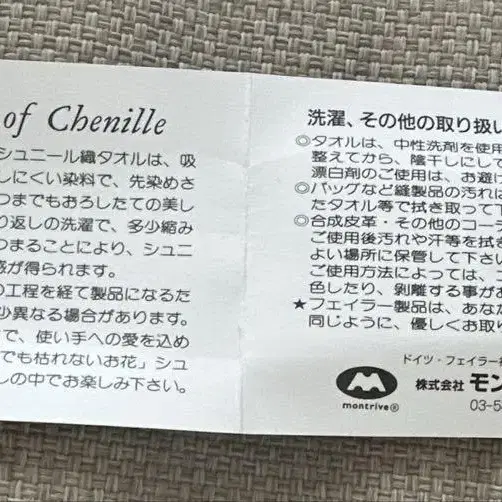 of Chenille
シュニール織タオルは、吸
しにくい染料で、先染めさ
つまでもおろしたての美し
り返しの洗濯で、多少縮み
つまることにより、シュニ
感が得られます。
の工程を経て製品になるた
少異なる場合があります。
で、使い手への愛を込め
でも枯れないお花」シュ
しの中でお楽しみ下さい。
洗濯、その他の取り扱い
◎タオルは、中性洗剤を使用
整えてから、陰干しにして
漂白剤のご使用は、お避け
◎バッグなど縫製品の汚れは
たタオル等で拭き取って下
◎合成皮革・その他のコーテ
ご使用後汚れや汗等を拭き
よい場所に保管して下さい
ご使用方法によっては、
色したり、剥離する事があ
★フェイラー製品は、あな
同じように、優しくお取り
ドイツ・フェイラー社
montrive®
株式会社 モン
03-5